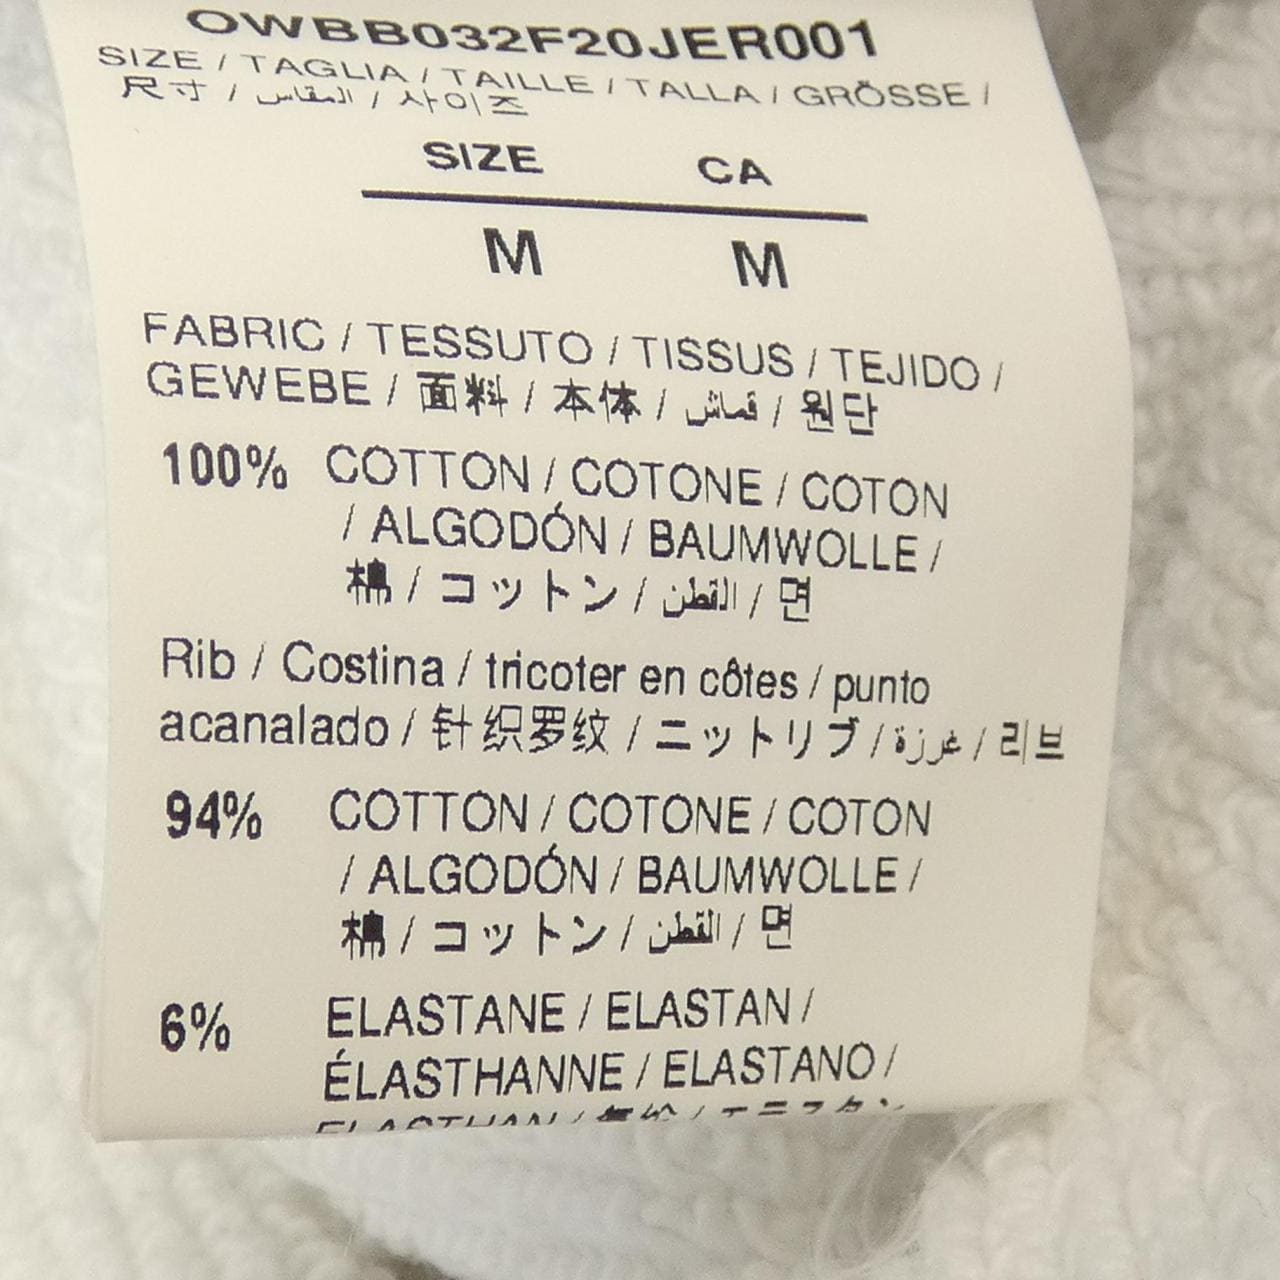 OWBB032F20JER001
SIZE / TAGLIA / TAILLE / TALLA / GRÖSSE /
尺寸 / المقاس / 사이즈
SIZE CA
M M
FABRIC / TESSUTO / TISSUS / TEJIDO /
GEWEBE / 面料 / 本体 / قماش / 원단
100% COTTON / COTONE / COTON
/ ALGODÓN / BAUMWOLLE /
棉 / コットン / القطن / 면
Rib / Costina / tricoter en côtes / punto
acanalado / 针织罗纹 / ニットリブ / غرزة / 리브
94% COTTON / COTONE / COTON
/ ALGODÓN / BAUMWOLLE /
棉 / コットン / القطن / 면
6% ELASTANE / ELASTAN /
ÉLASTHANNE / ELASTANO /